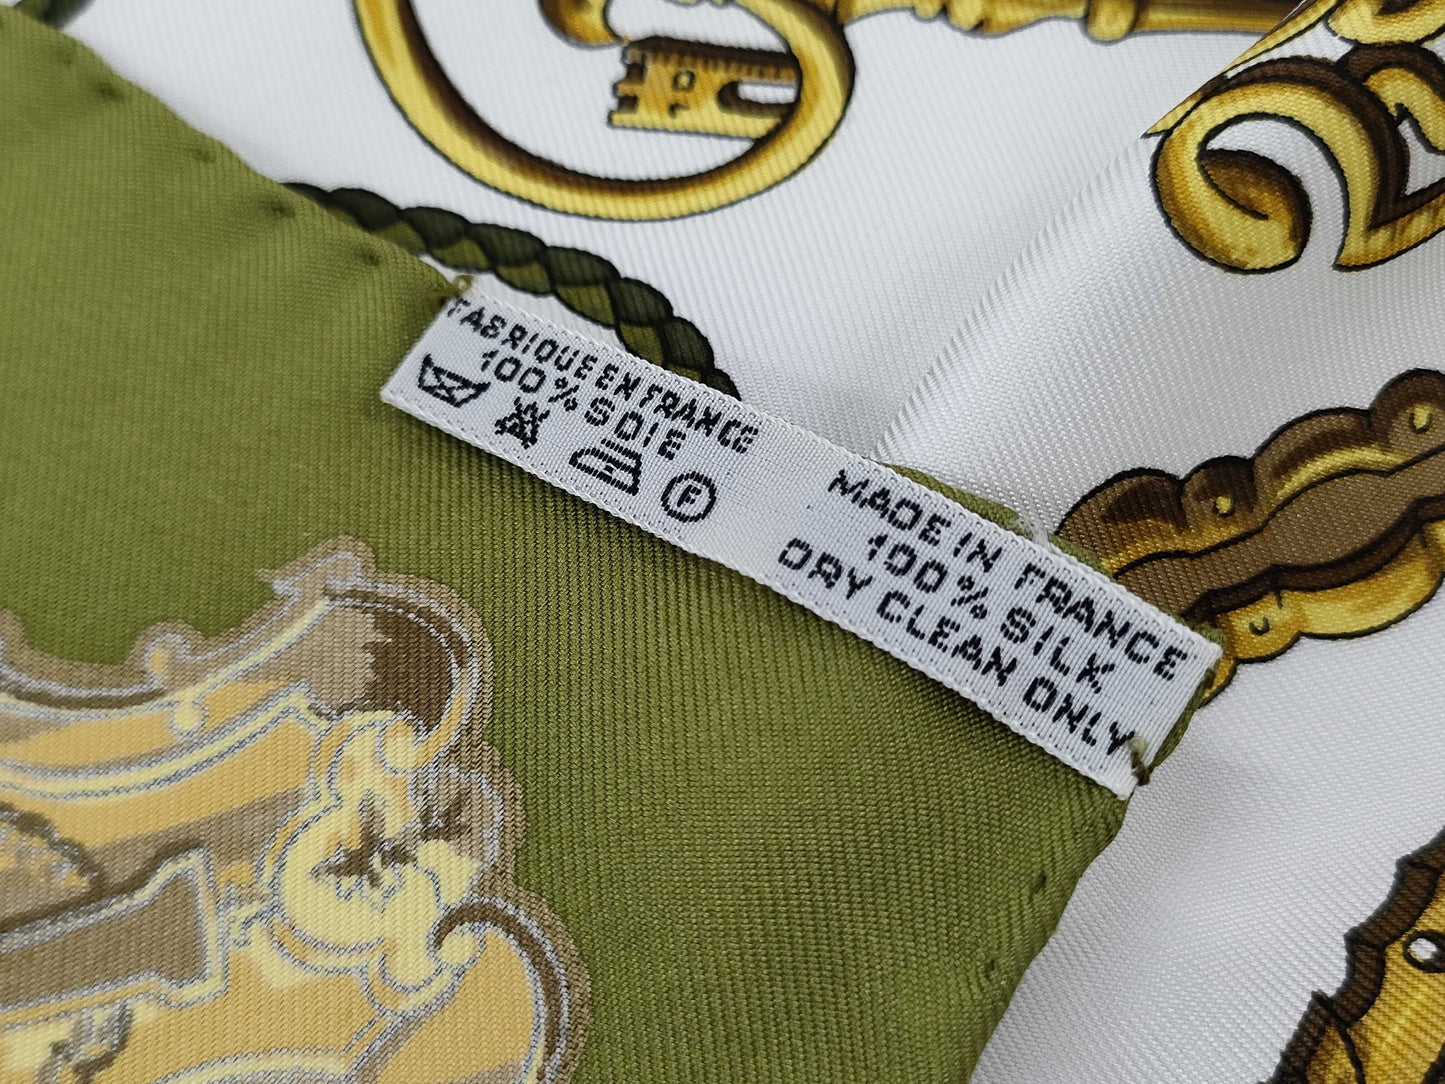 FABRIQUE EN FRANCE
100% SOIE
F
MADE IN FRANCE
100% SILK
DRY CLEAN ONLY